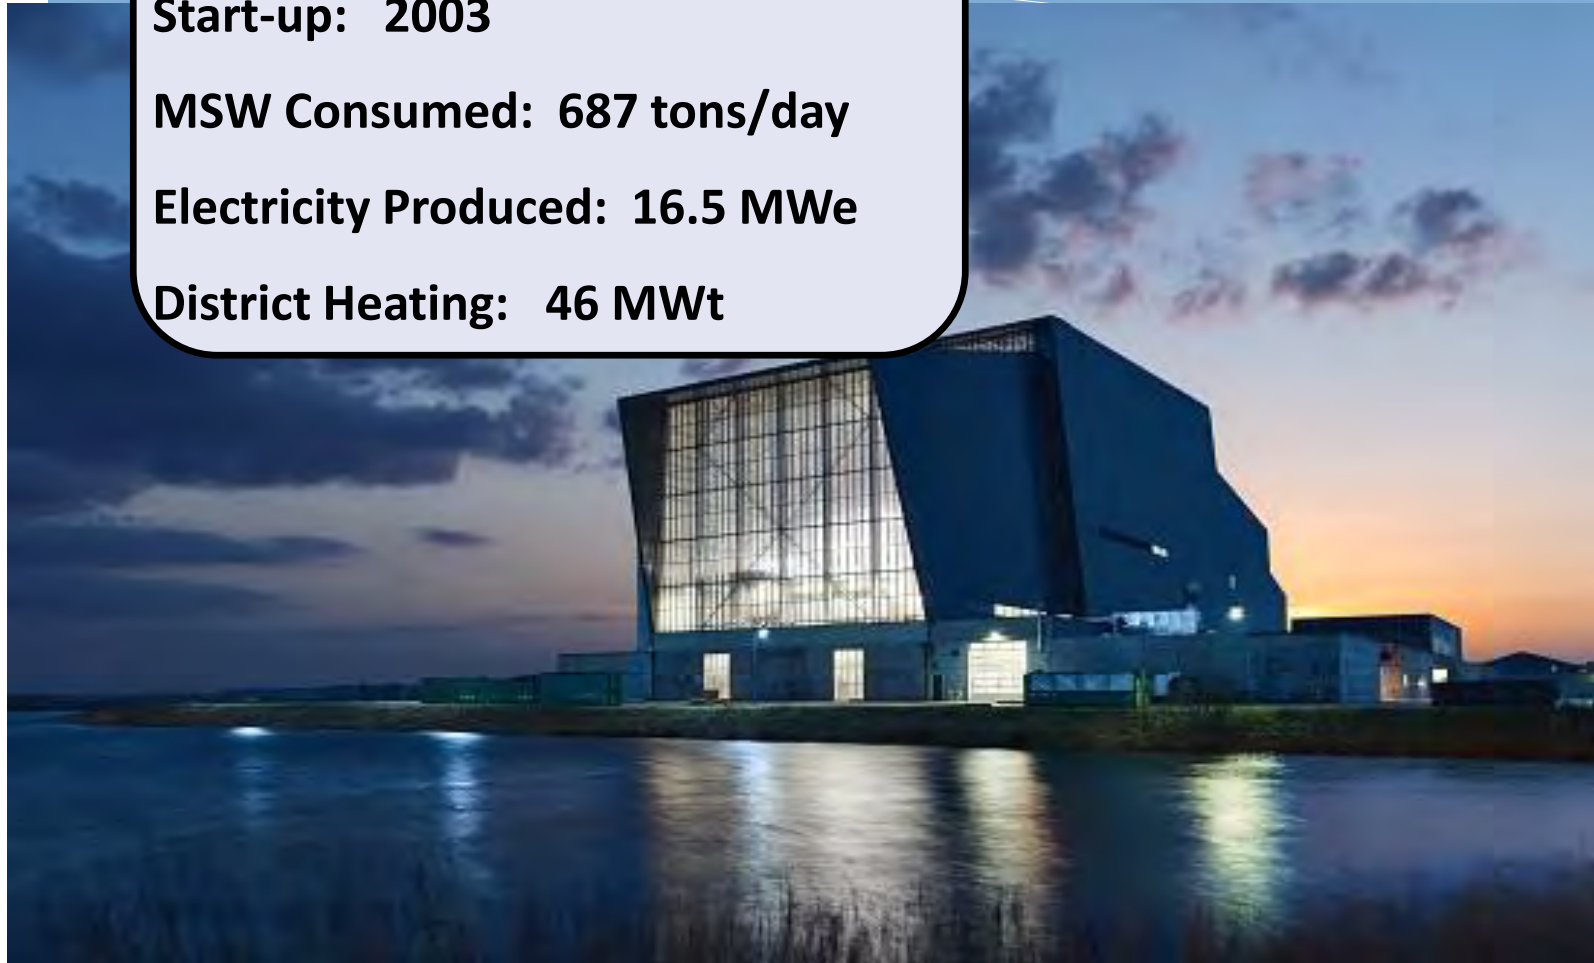 Start-up: 2003
MSW Consumed: 687 tons/day
Electricity Produced: 16.5 MWe
District Heating: 46 MWt